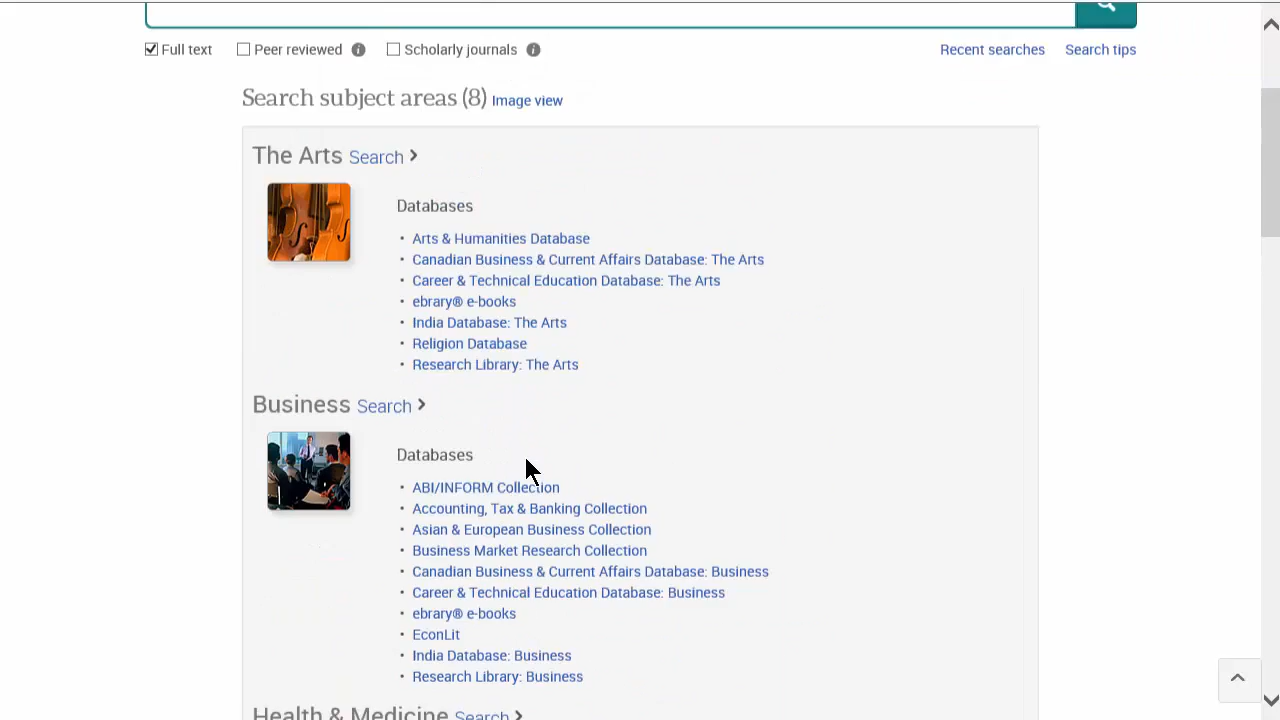 Full text Peer reviewed Scholarly journals Recent searches Search tips
Search subject areas (8) Image view
The Arts Search
Databases
Arts & Humanities Database
Canadian Business & Current Affairs Database: The Arts
Career & Technical Education Database: The Arts
ebrary® e-books
India Database: The Arts
Religion Database
Research Library: The Arts
Business Search
Databases
ABI/INFORM Collection
Accounting, Tax & Banking Collection
Asian & European Business Collection
Business Market Research Collection
Canadian Business & Current Affairs Database: Business
Career & Technical Education Database: Business
ebrary® e-books
EconLit
India Database: Business
Research Library: Business
Health & Medicine Search